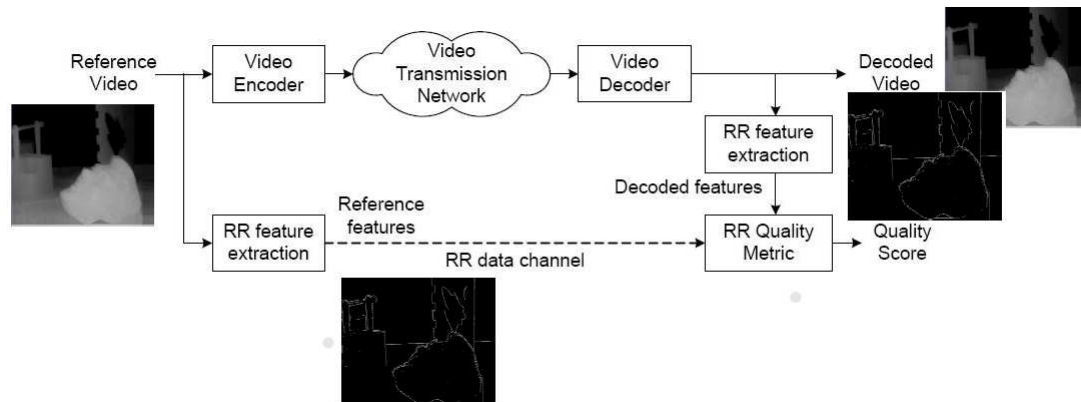 Reference
Video
Video
Encoder
Video
Transmission
Network
Video
Decoder
Decoded
Video
RR feature
extraction
Decoded features
Reference
features
RR feature
extraction
RR data channel
RR Quality
Metric
Quality
Score